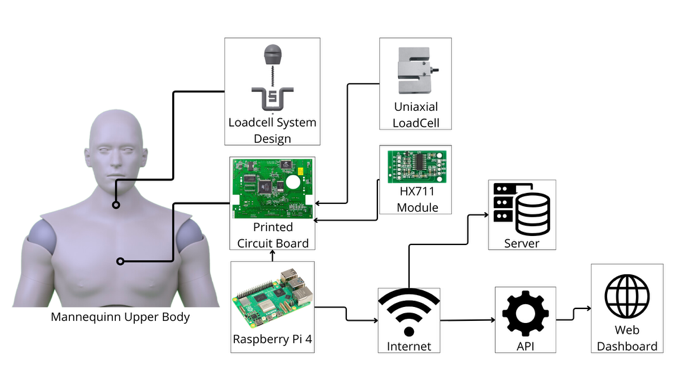 Loadcell System
Design
Uniaxial
LoadCell
HX711
Module
Printed
Circuit Board
Server
Mannequinn Upper Body
Raspberry Pi 4
Internet
API
Web
Dashboard